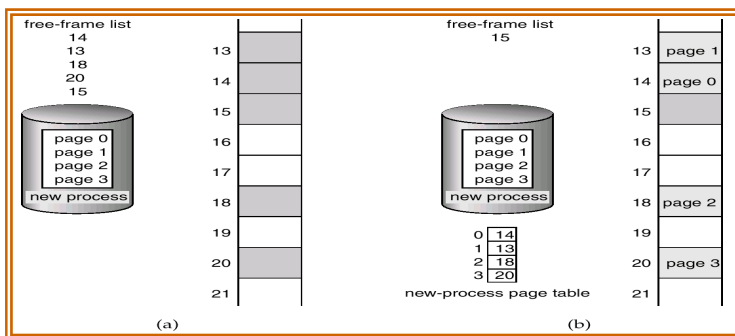 free-frame list
14
13
18
20
15
page 0
page 1
page 2
page 3
new process
13
14
15
16
17
18
19
20
21
(a)
free-frame list
15
page 0
page 1
page 2
page 3
new process
0 14
1 13
2 18
3 20
new-process page table
13 page 1
14 page 0
15
16
17
18 page 2
19
20 page 3
21
(b)